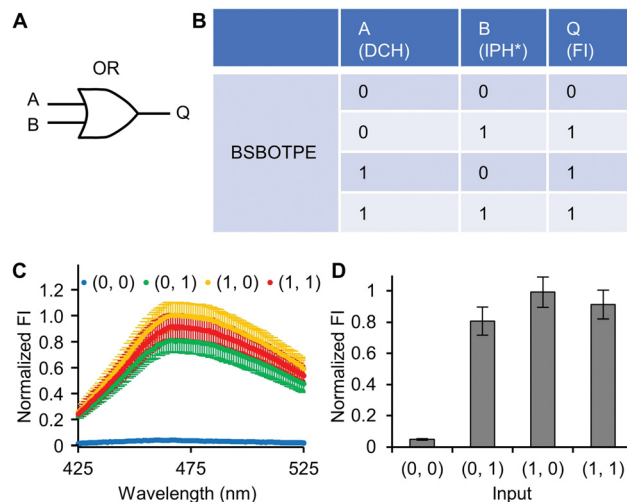 A
OR
A
B
Q
B
A (DCH)
B (IPH*)
Q (FI)
BSBOTPE
0 0 0
0 1 1
1 0 1
1 1 1
C
(0, 0) (0, 1) (1, 0) (1, 1)
Normalized FI
1.2
1.0
0.8
0.6
0.4
0.2
0
425 475 525
Wavelength (nm)
D
Normalized FI
1
0.8
0.6
0.4
0.2
0
(0, 0) (0, 1) (1, 0) (1, 1)
Input